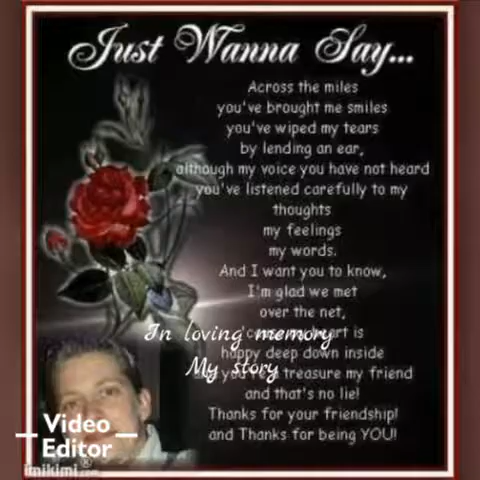 Just Wanna Say...
Across the miles
you've brought me smiles
you've wiped my tears
by lending an ear,
although my voice you have not heard
you've listened carefully to my
thoughts
my feelings
my words.
And I want you to know,
I'm glad we met
over the net,
'cause my heart is
In loving memory
happy deep down inside
My story
you're a treasure my friend
and that's no lie!
Thanks for your friendship!
and Thanks for being YOU!
Video
Editor
imikimi